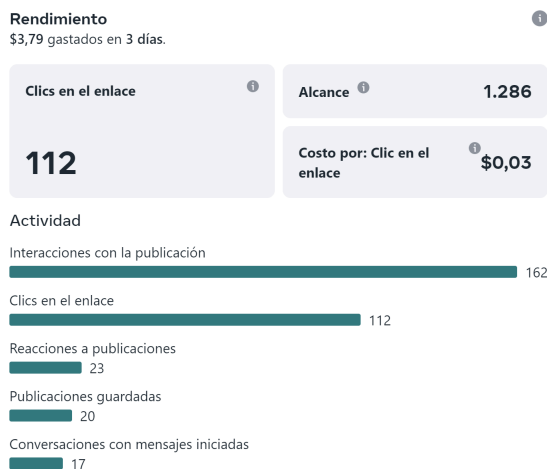 Rendimiento
$3,79 gastados en 3 días.
Clics en el enlace
112
Alcance
1.286
Costo por: Clic en el
enlace
$0,03
Actividad
Interacciones con la publicación
162
Clics en el enlace
112
Reacciones a publicaciones
23
Publicaciones guardadas
20
Conversaciones con mensajes iniciadas
17